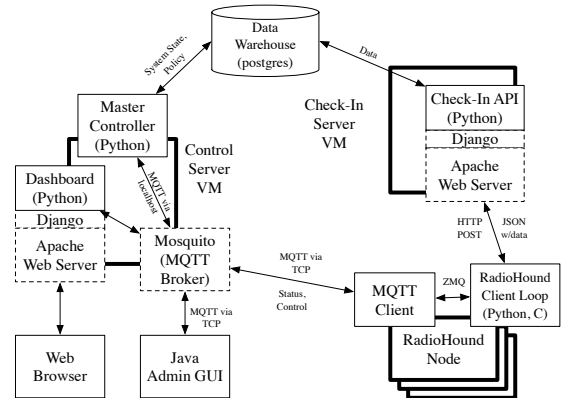 Data
Warehouse
(postgres)
System State,
Policy
Data
Master
Controller
(Python)
Control
Server
VM
Check-In
Server
VM
Check-In API
(Python)
Django
Apache
Web Server
Dashboard
(Python)
Django
Apache
Web Server
MQTT via
localhost
Mosquito
(MQTT
Broker)
HTTP
POST
JSON
w/data
MQTT via
TCP
Status,
Control
MQTT
Client
ZMQ
RadioHound
Client Loop
(Python, C)
RadioHound
Node
MQTT via
TCP
Web
Browser
Java
Admin GUI